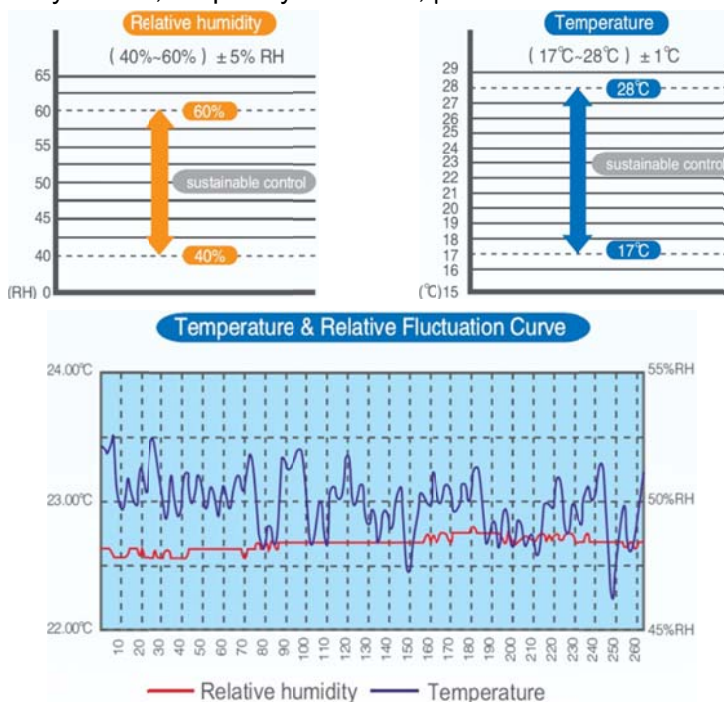 Relative humidity
( 40%~60% ) ± 5% RH
65
60
55
50
45
40
(RH) 0
60%
sustainable control
40%
Temperature
( 17℃~28℃ ) ± 1℃
29
28
27
26
25
24
23
22
21
20
19
18
17
16
(℃)15
28℃
sustainable control
17℃
Temperature & Relative Fluctuation Curve
24.00℃
23.00℃
22.00℃
55%RH
50%RH
45%RH
10 20 30 40 50 60 70 80 90 100 110 120 130 140 150 160 170 180 190 200 210 220 230 240 250 260
Relative humidity Temperature